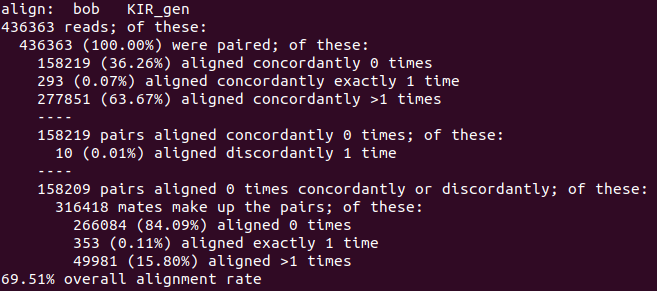 align:  bob   KIR_gen
436363 reads; of these:
  436363 (100.00%) were paired; of these:
    158219 (36.26%) aligned concordantly 0 times
    293 (0.07%) aligned concordantly exactly 1 time
    277851 (63.67%) aligned concordantly >1 times
    ----
    158219 pairs aligned concordantly 0 times; of these:
      10 (0.01%) aligned discordantly 1 time
    ----
    158209 pairs aligned 0 times concordantly or discordantly; of these:
      316418 mates make up the pairs; of these:
        266084 (84.09%) aligned 0 times
        353 (0.11%) aligned exactly 1 time
        49981 (15.80%) aligned >1 times
69.51% overall alignment rate